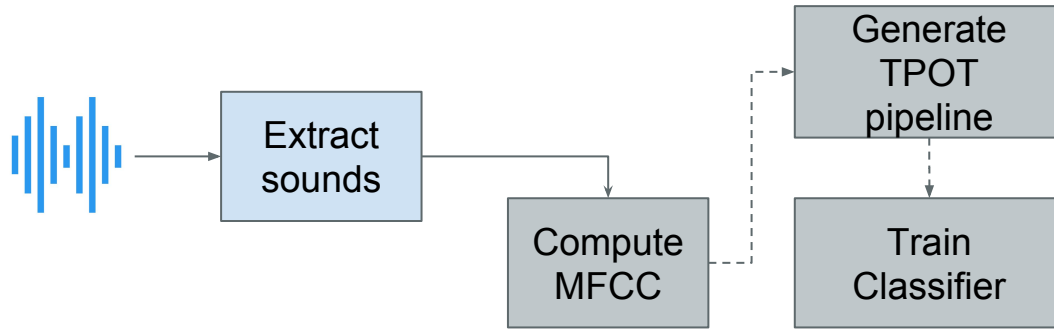 Extract
sounds
Compute
MFCC
Generate
TPOT
pipeline
Train
Classifier